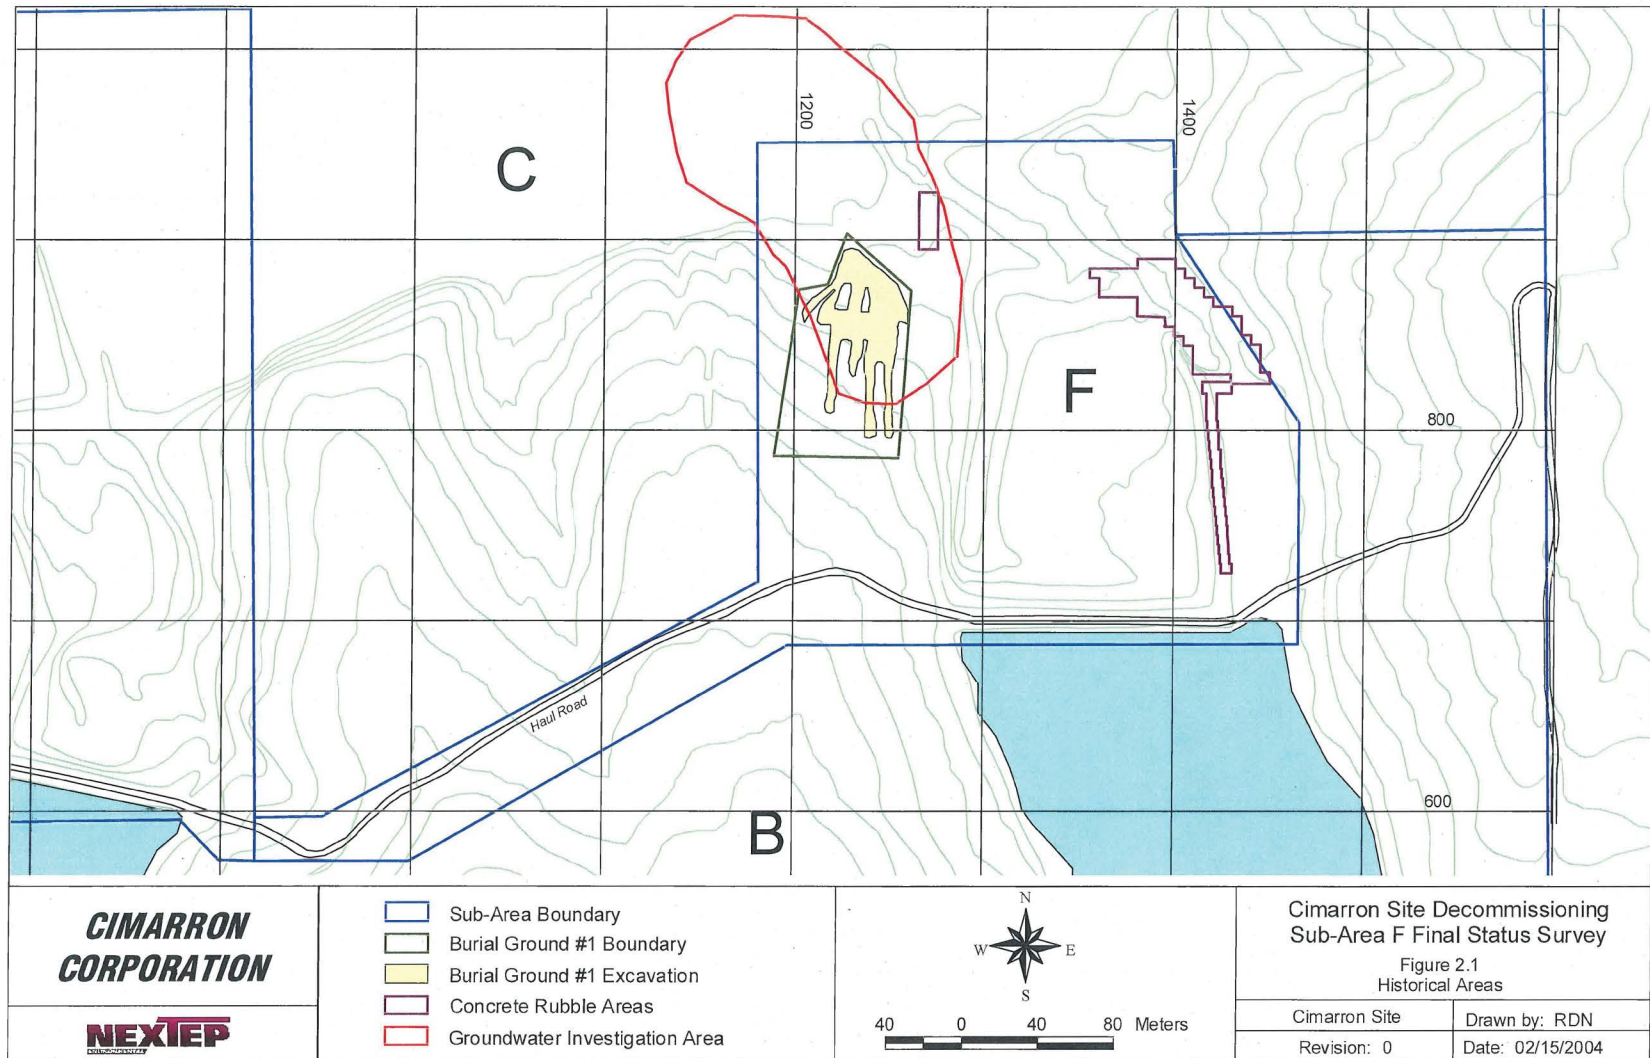 1200
1400
C
F
800
Haul Road
600
B
CIMARRON
CORPORATION
NEXTEP
Sub-Area Boundary
Burial Ground #1 Boundary
Burial Ground #1 Excavation
Concrete Rubble Areas
Groundwater Investigation Area
N
W E
S
40 0 40 80 Meters
Cimarron Site Decommissioning
Sub-Area F Final Status Survey
Figure 2.1
Historical Areas
Cimarron Site
Drawn by: RDN
Revision: 0
Date: 02/15/2004